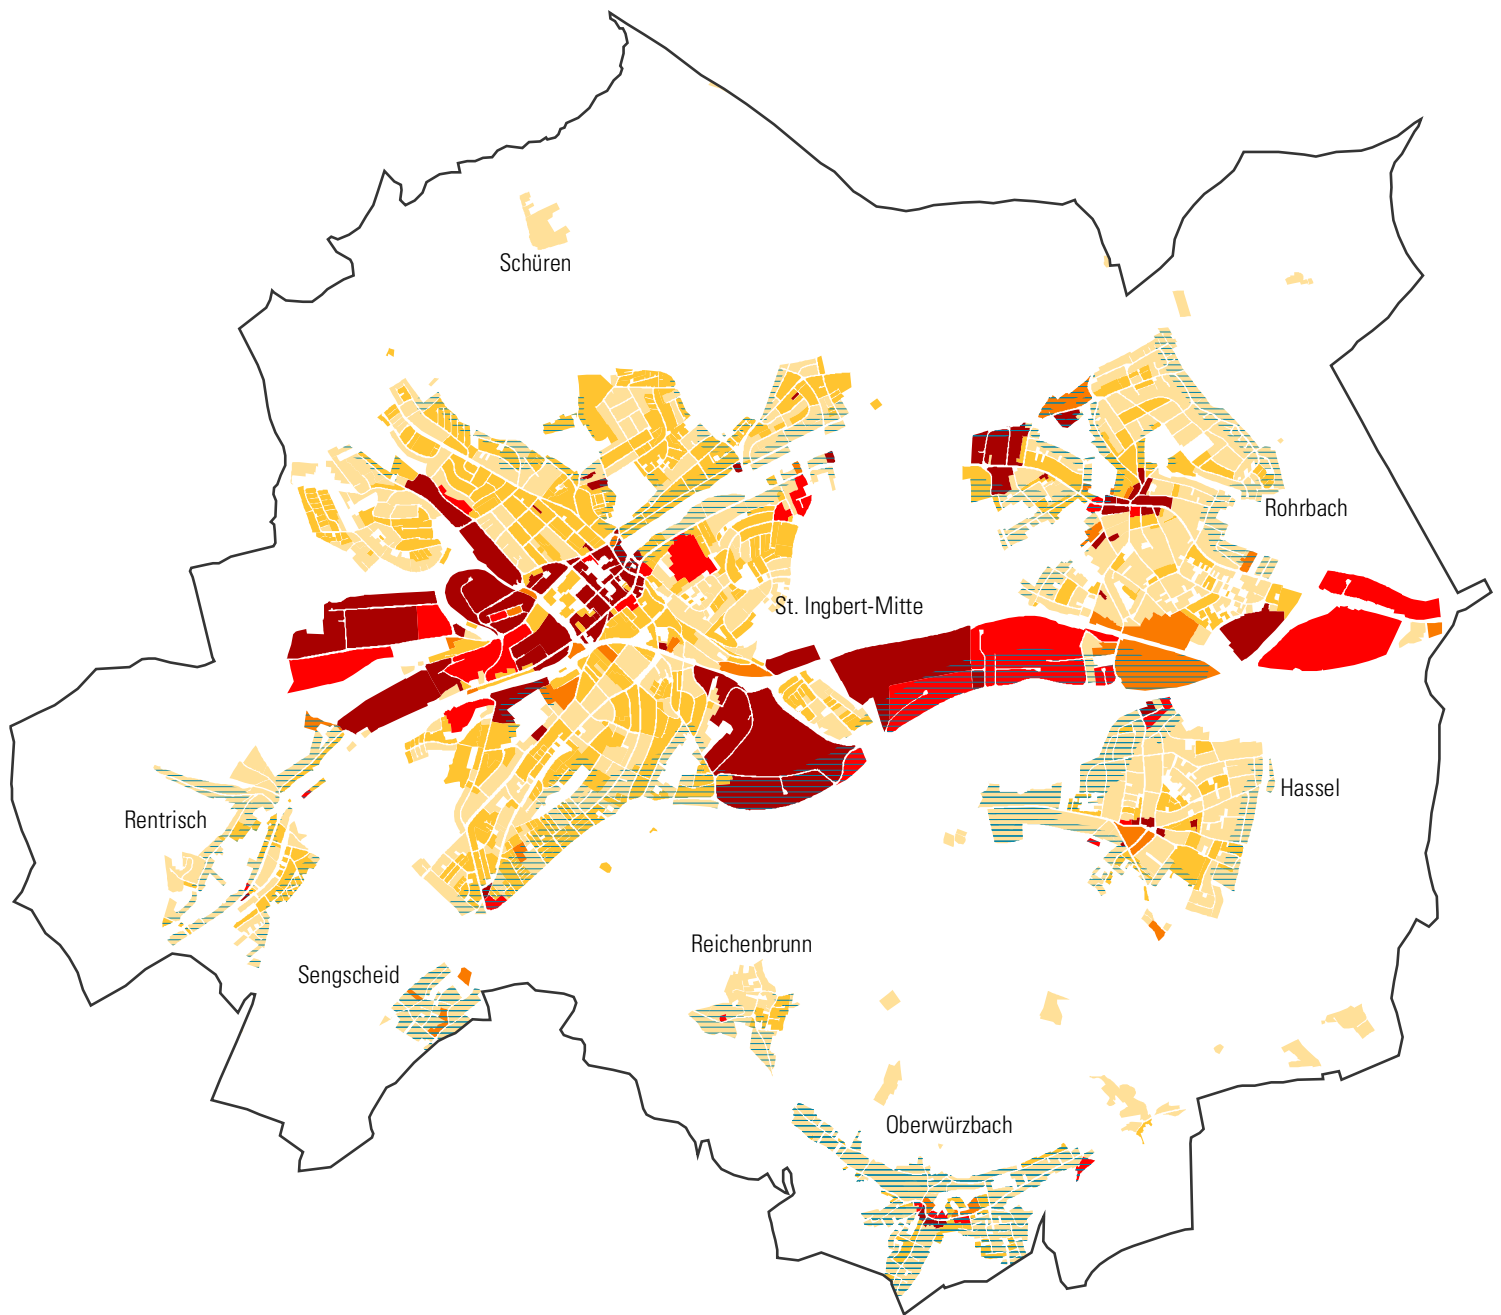 Schüren
Rohrbach
St. Ingbert-Mitte
Hassel
Rentrisch
Reichenbrunn
Sengscheid
Oberwürzbach